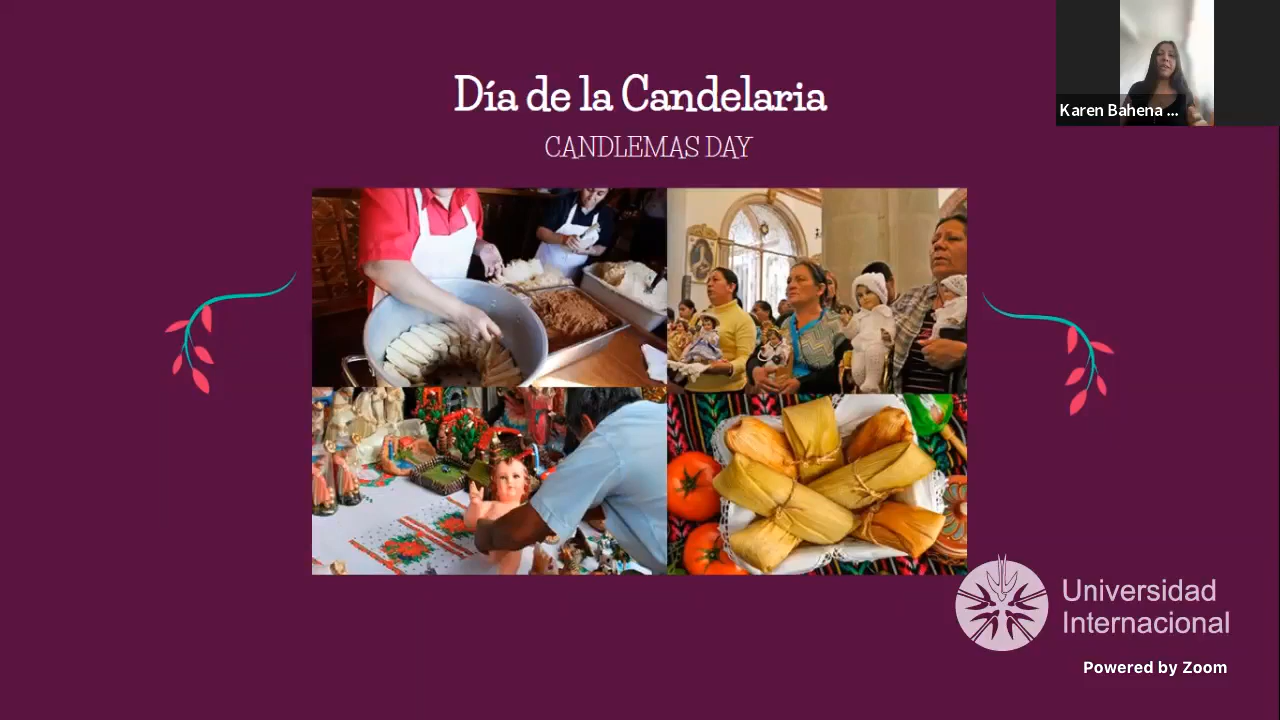 Día de la Candelaria
CANDLEMAS DAY
Karen Bahena ...
Universidad
Internacional
Powered by Zoom